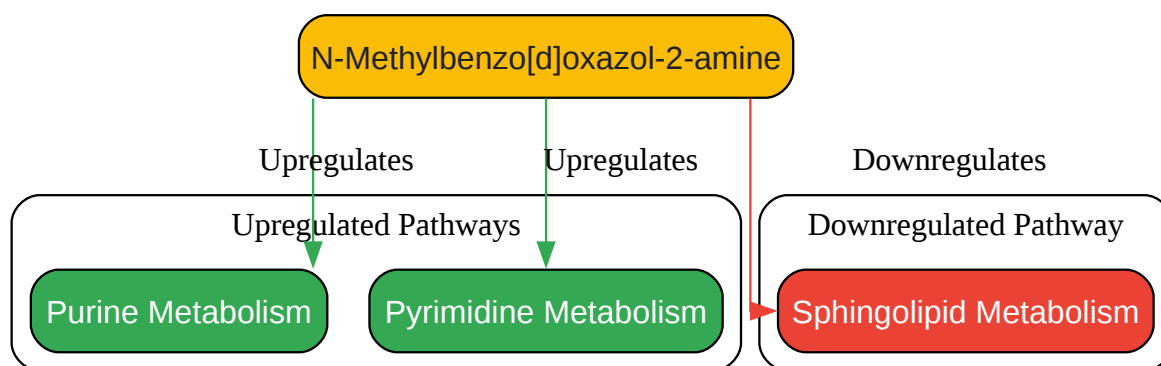 N-Methylbenzo[d]oxazol-2-amine
Upregulates
Upregulates
Downregulates
Upregulated Pathways
Downregulated Pathway
Purine Metabolism
Pyrimidine Metabolism
Sphingolipid Metabolism